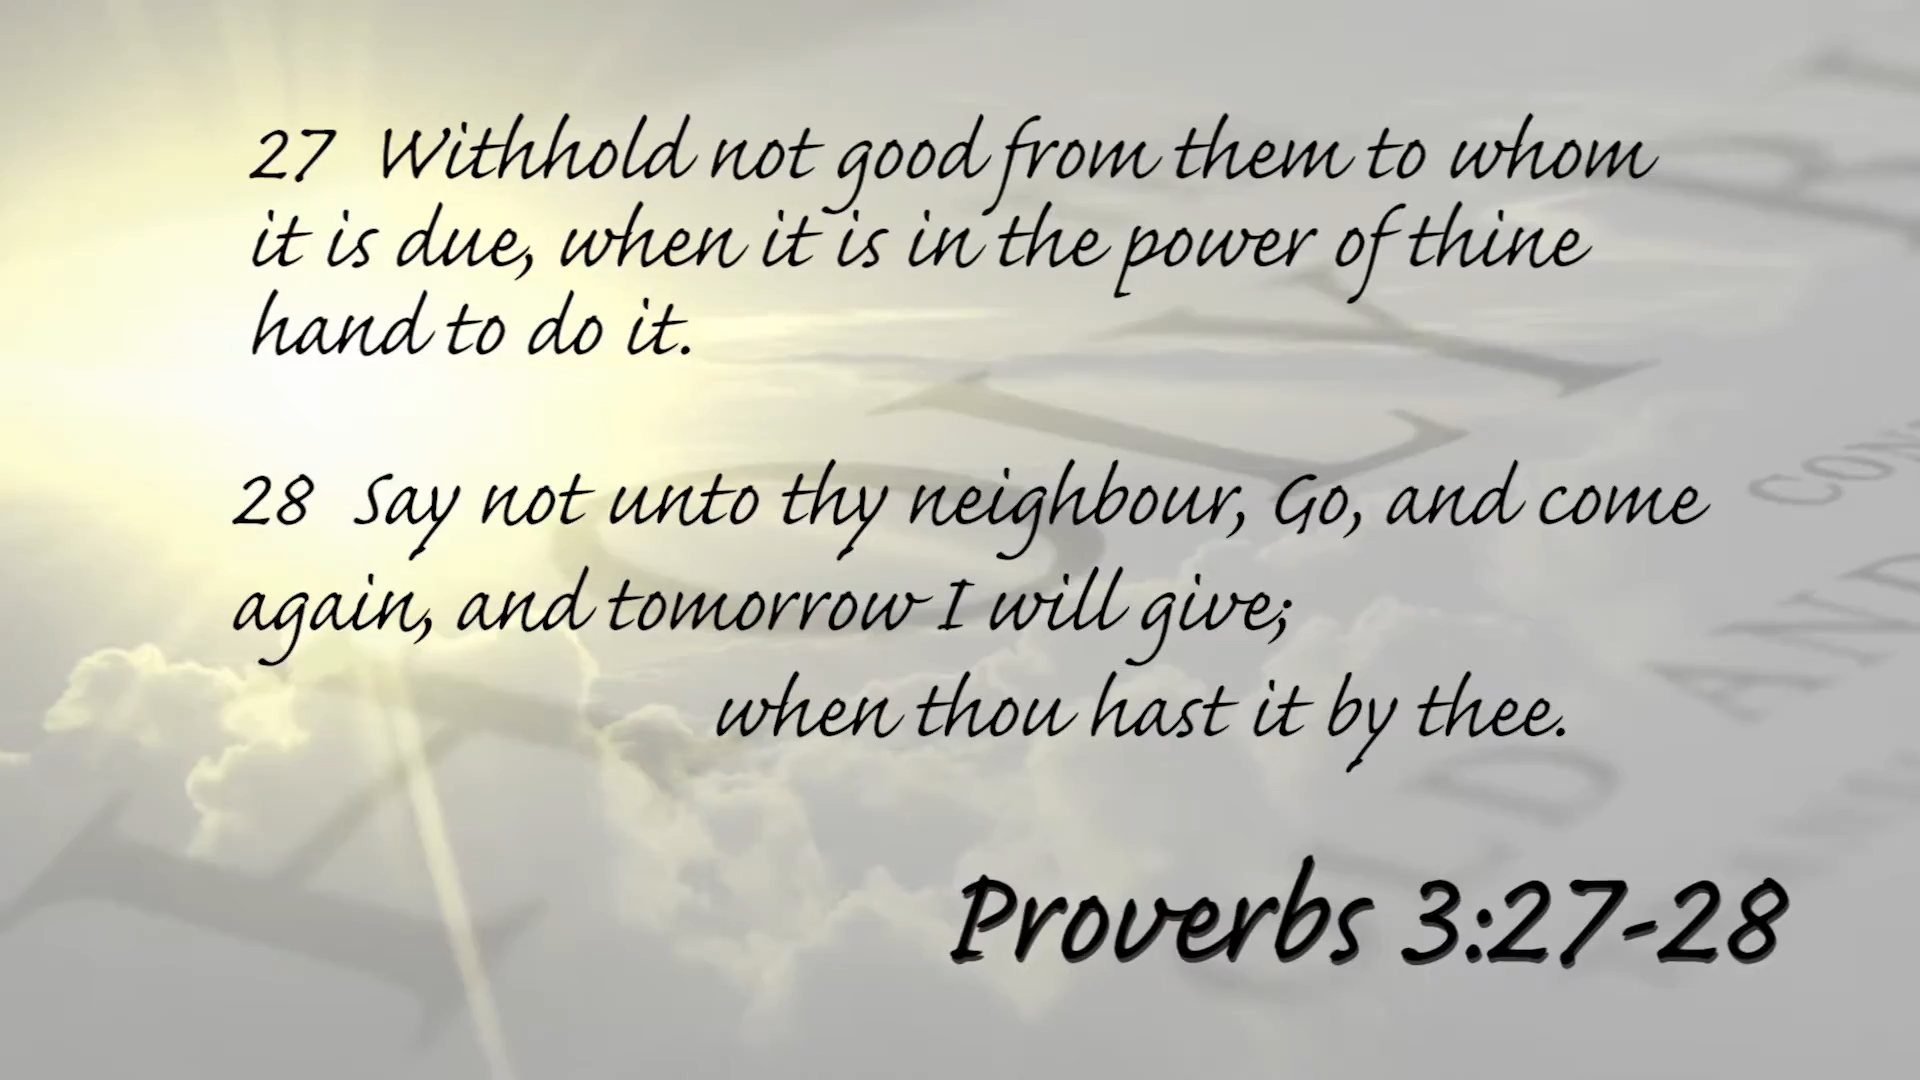 27 Withhold not good from them to whom
it is due, when it is in the power of thine
hand to do it.
28 Say not unto thy neighbour, Go, and come
again, and tomorrow I will give;
when thou hast it by thee.
Proverbs 3:27-28
HOLY
AND